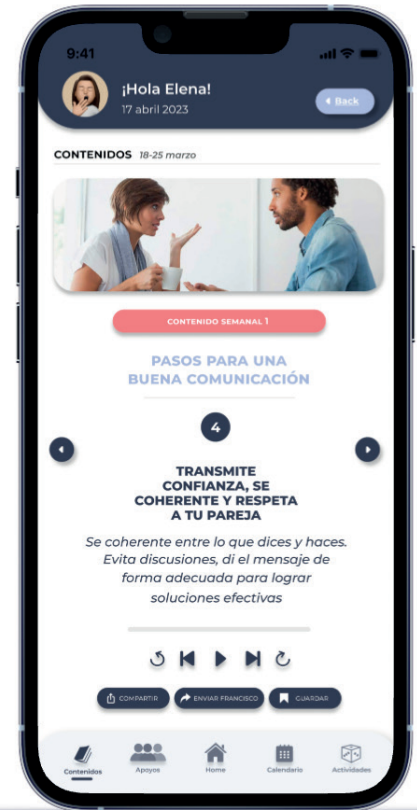 9:41
¡Hola Elena!
17 abril 2023
Back
CONTENIDOS 18-25 marzo
CONTENIDO SEMANAL 1
PASOS PARA UNA
BUENA COMUNICACIÓN
4
TRANSMITE
CONFIANZA, SE
COHERENTE Y RESPETA
A TU PAREJA
Se coherente entre lo que dices y haces.
Evita discusiones, di el mensaje de
forma adecuada para lograr
soluciones efectivas
COMPARTIR ENVIAR FRANCISCO GUARDAR
Contenidos Apoyos Home Calendario Actividades